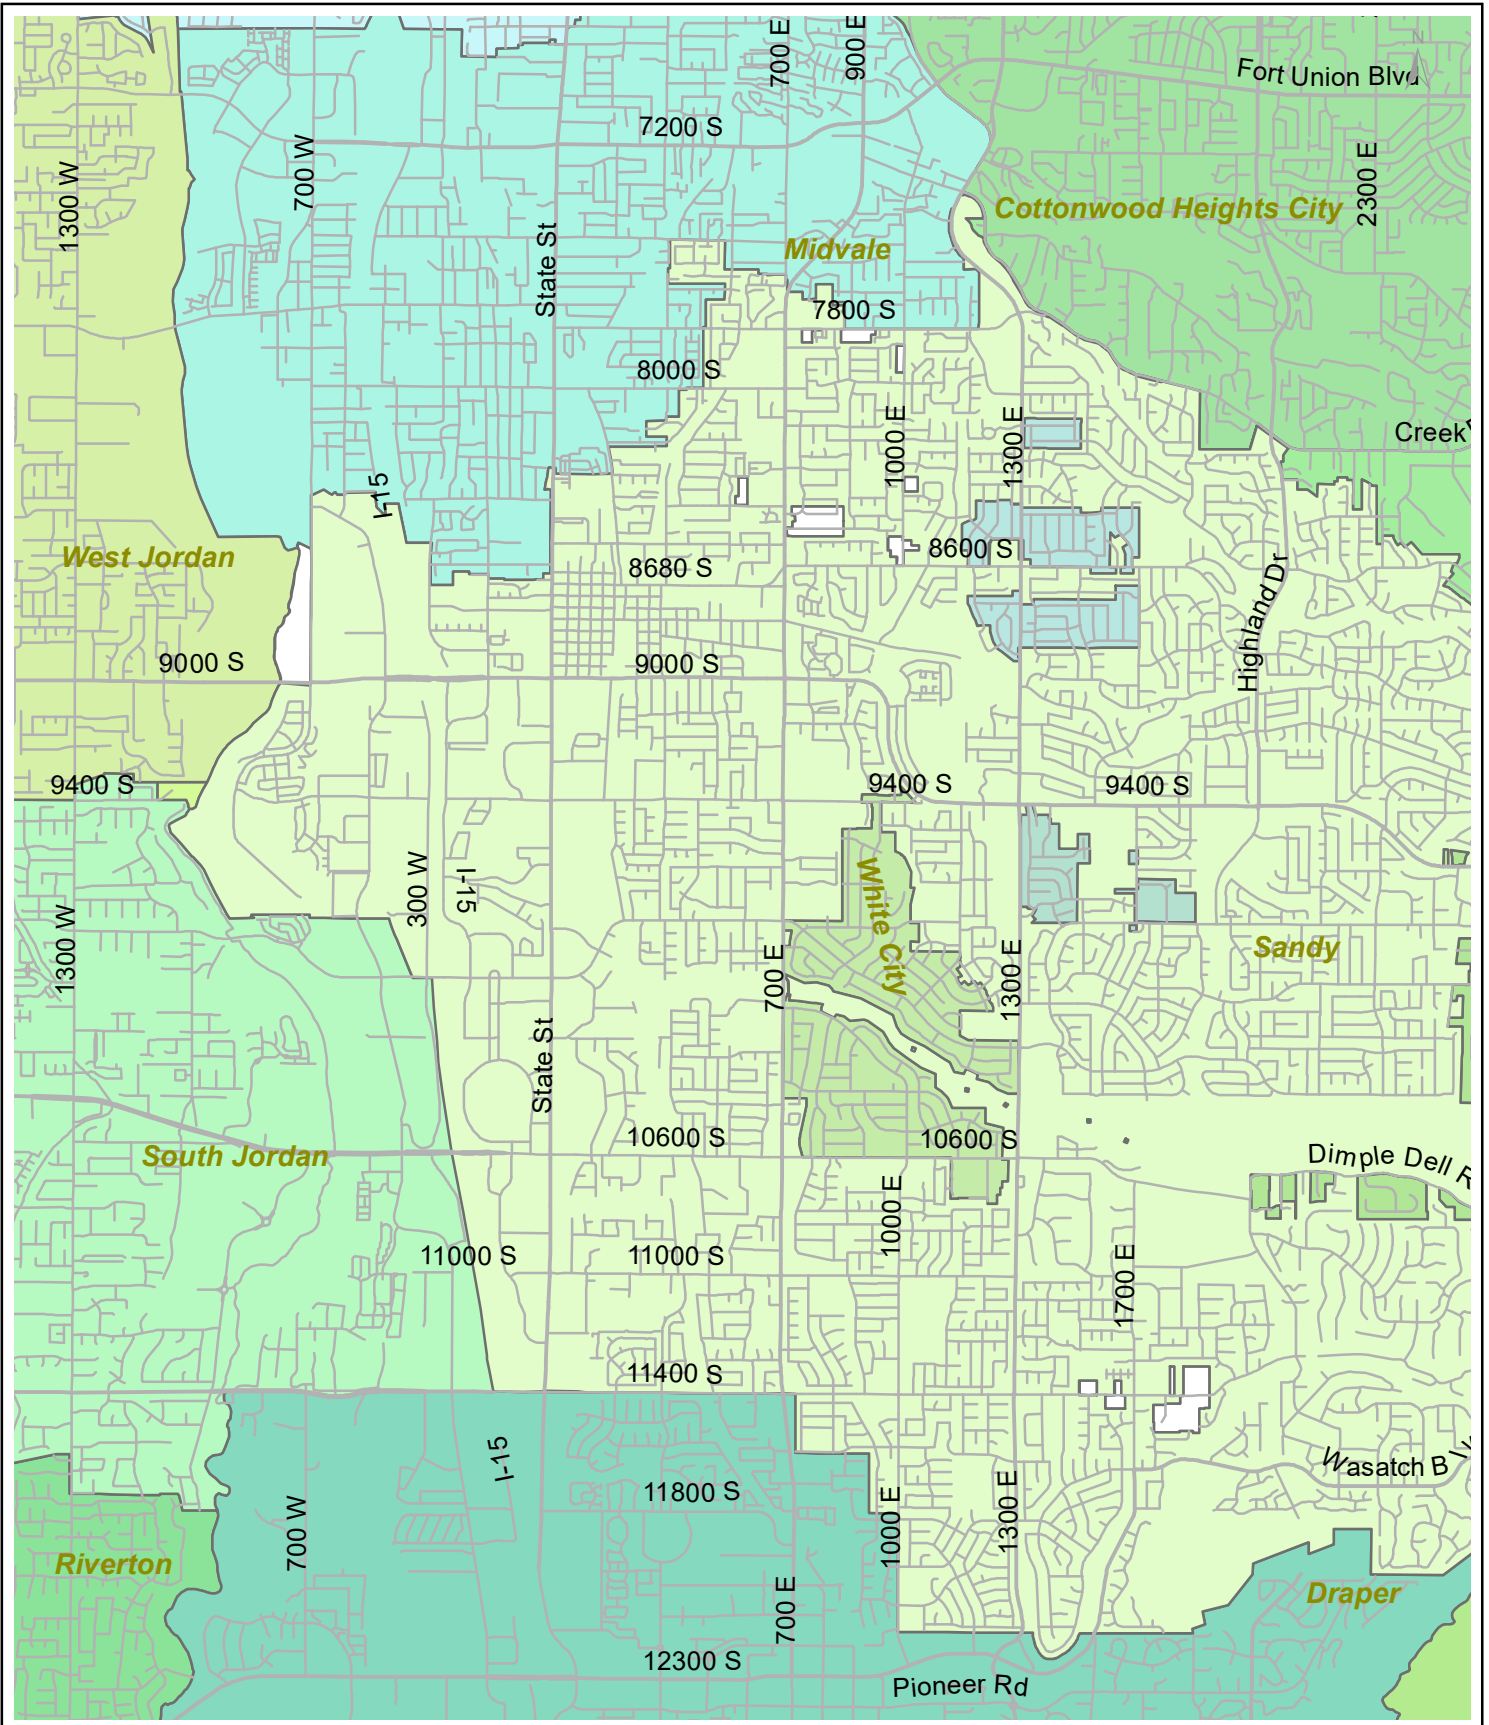 700 E
900 E
N
Fort Union Blvd
7200 S
700 W
1300 W
2300 E
Cottonwood Heights City
Midvale
State St
7800 S
8000 S
1000 E
1300 E
Creek
I-15
West Jordan
8600 S
8680 S
Highland Dr
9000 S
9000 S
9400 S
9400 S
9400 S
300 W
I-15
White City
1300 W
Sandy
700 E
1300 E
State St
10600 S
10600 S
South Jordan
Dimple Dell R
1000 E
11000 S
11000 S
1700 E
11400 S
I-15
Wasatch Blv
11800 S
1300 E
1000 E
700 W
Riverton
Draper
700 E
12300 S
Pioneer Rd